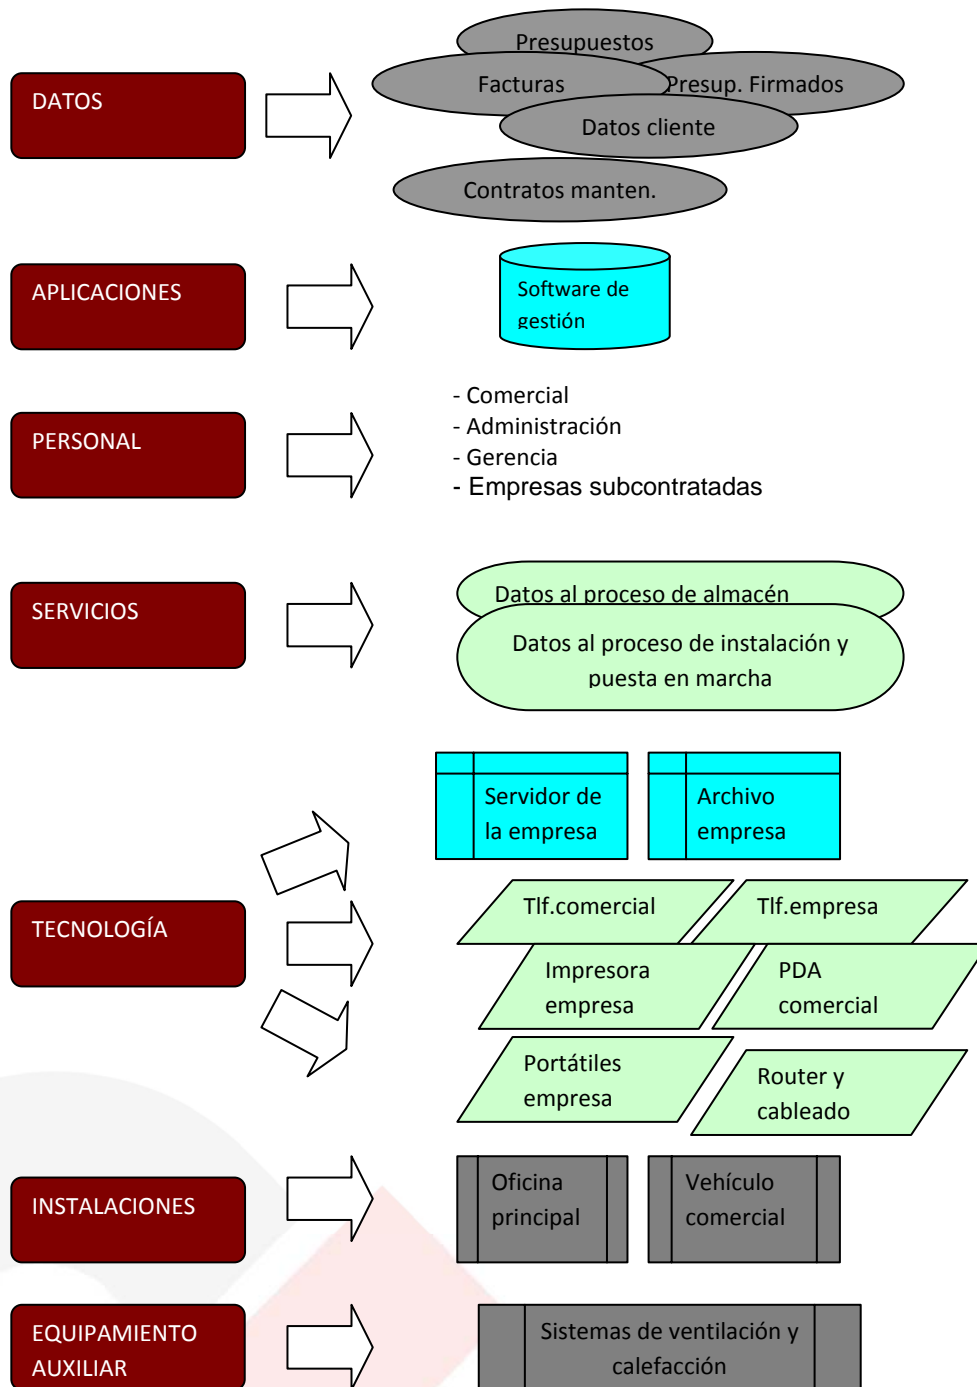 DATOS
Presupuestos
Facturas
Presup. Firmados
Datos cliente
Contratos manten.
APLICACIONES
Software de
gestión
PERSONAL
- Comercial
- Administración
- Gerencia
- Empresas subcontratadas
SERVICIOS
Datos al proceso de almacén
Datos al proceso de instalación y
puesta en marcha
TECNOLOGÍA
Servidor de
la empresa
Archivo
empresa
Tlf.comercial
Tlf.empresa
Impresora
empresa
PDA
comercial
Portátiles
empresa
Router y
cableado
INSTALACIONES
Oficina
principal
Vehículo
comercial
EQUIPAMIENTO
AUXILIAR
Sistemas de ventilación y
calefacción